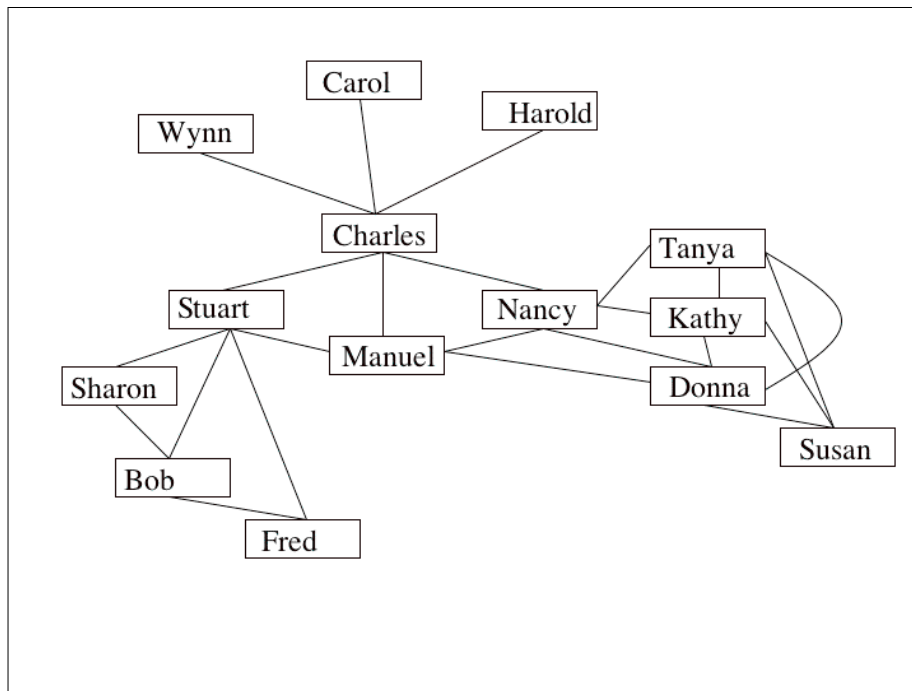 Carol
Harold
Wynn
Charles
Tanya
Stuart
Nancy
Kathy
Manuel
Sharon
Donna
Susan
Bob
Fred